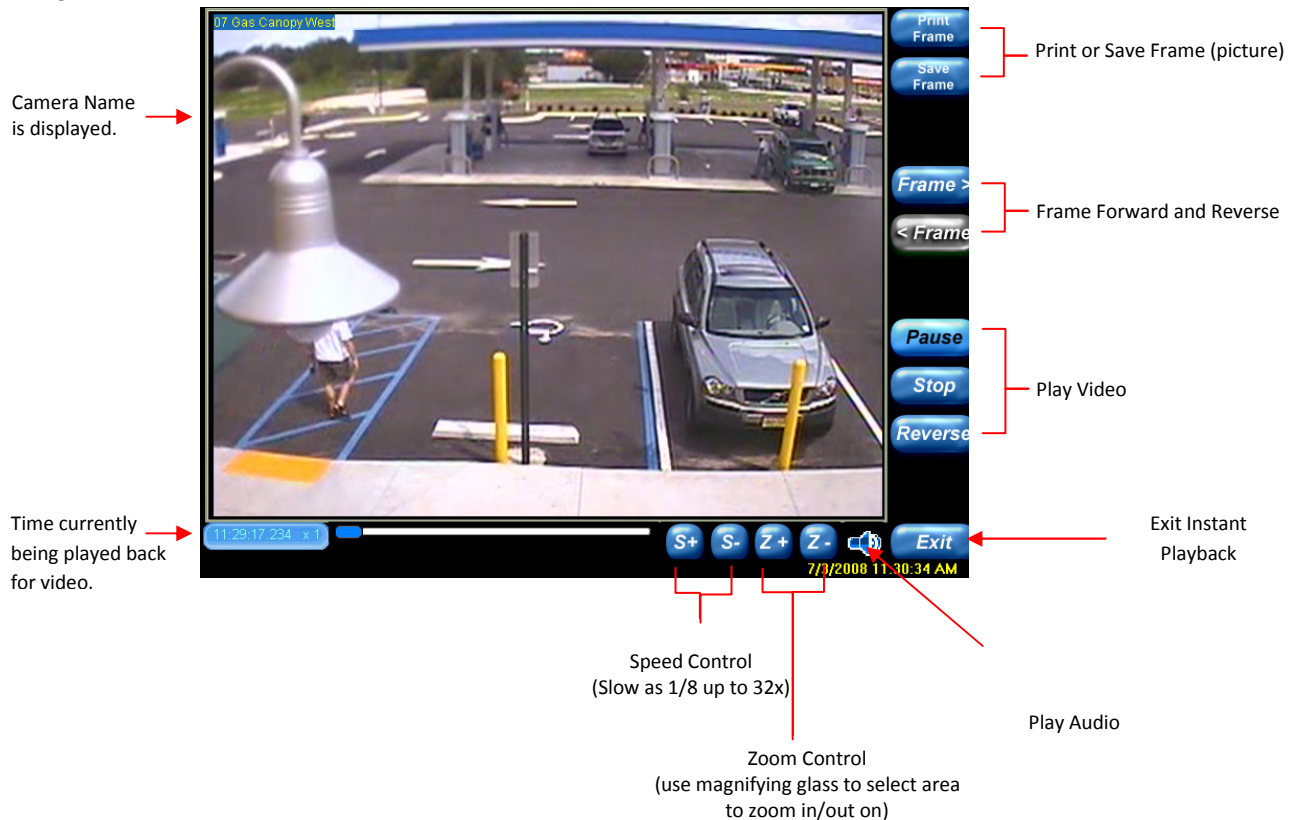 07 Gas Canopy West
Print
Frame
Save
Frame
Print or Save Frame (picture)
Camera Name
is displayed.
Frame >
< Frame
Frame Forward and Reverse
Pause
Stop
Reverse
Play Video
Time currently
being played back
for video.
11:29:17.234 x 1
S+
S-
Z +
Z -
Exit
7/3/2008 11:30:34 AM
Exit Instant
Playback
Speed Control
(Slow as 1/8 up to 32x)
Play Audio
Zoom Control
(use magnifying glass to select area
to zoom in/out on)